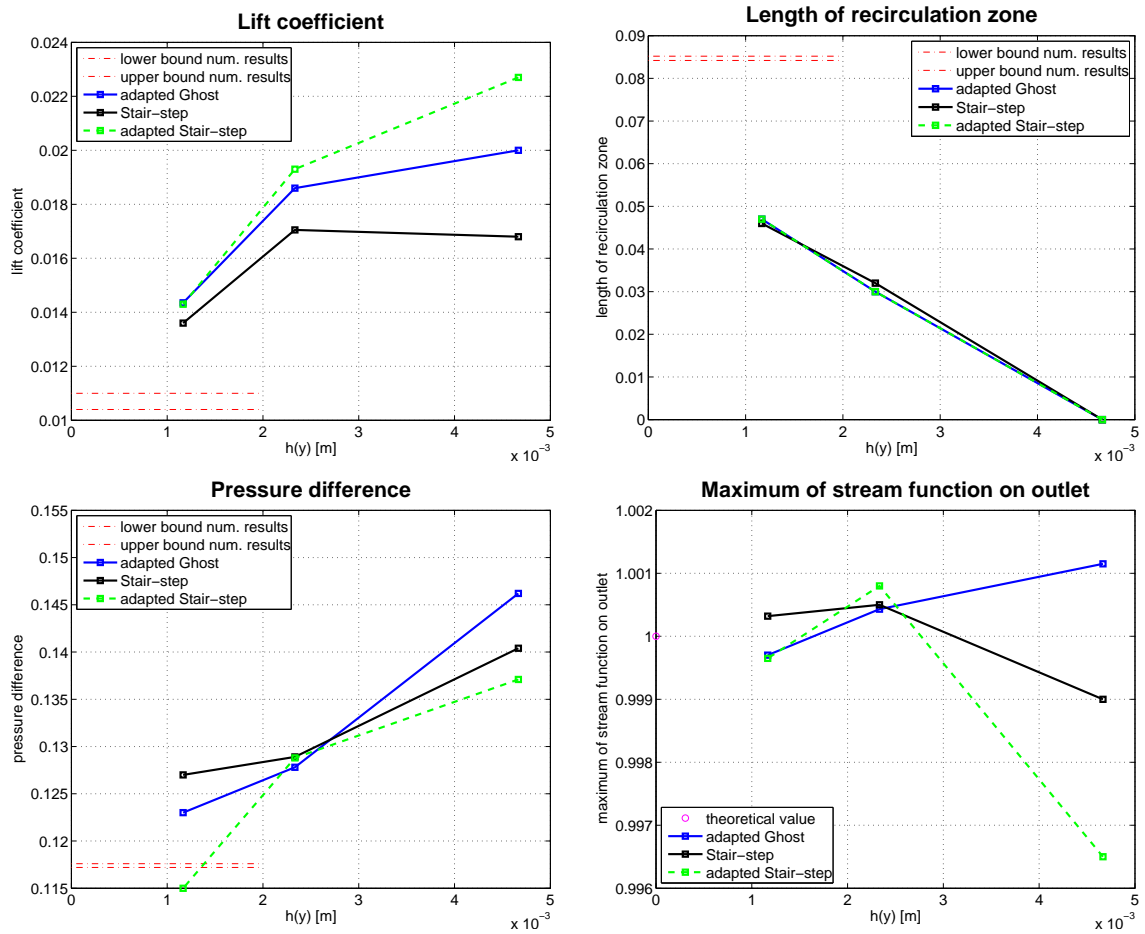 Lift coefficient
0.024
0.022
0.02
0.018
0.016
0.014
0.012
0.01
lift coefficient
lower bound num. results
upper bound num. results
adapted Ghost
Stair−step
adapted Stair−step
0 1 2 3 4 5
h(y) [m]
x 10⁻³
Length of recirculation zone
0.09
0.08
0.07
0.06
0.05
0.04
0.03
0.02
0.01
0
length of recirculation zone
lower bound num. results
upper bound num. results
adapted Ghost
Stair−step
adapted Stair−step
0 1 2 3 4 5
h(y) [m]
x 10⁻³
Pressure difference
0.155
0.15
0.145
0.14
0.135
0.13
0.125
0.12
0.115
pressure difference
lower bound num. results
upper bound num. results
adapted Ghost
Stair−step
adapted Stair−step
0 1 2 3 4 5
h(y) [m]
x 10⁻³
Maximum of stream function on outlet
1.002
1.001
1
0.999
0.998
0.997
0.996
maximum of stream function on outlet
theoretical value
adapted Ghost
Stair−step
adapted Stair−step
0 1 2 3 4 5
h(y) [m]
x 10⁻³